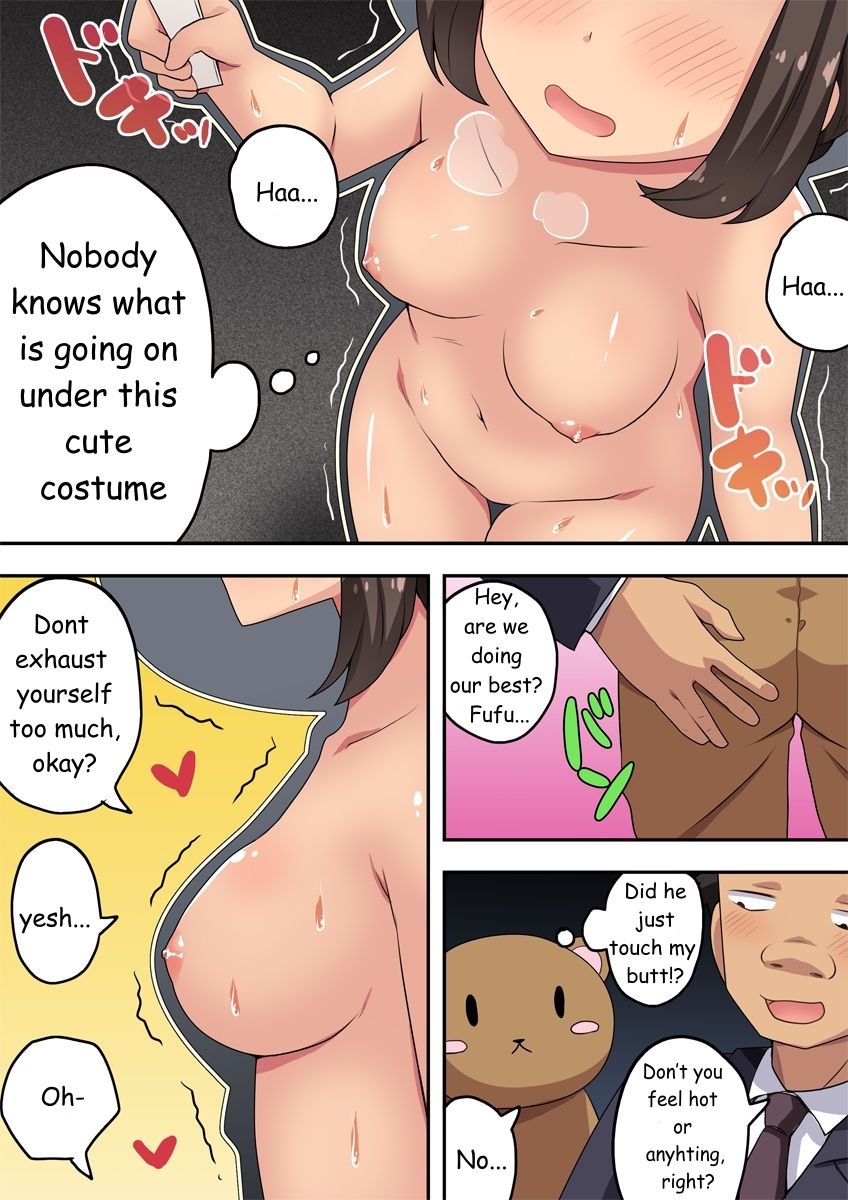 ドキッ
Haa...
Nobody
knows what
is going on
under this
cute
costume
Haa...
ドキッ
Dont
exhaust
yourself
too much,
okay?
yesh...
Oh-
Hey,
are we
doing
our best?
Fufu...
Did he
just
touch my
butt!?
Don't you
feel hot
or
anyhting,
right?
No...